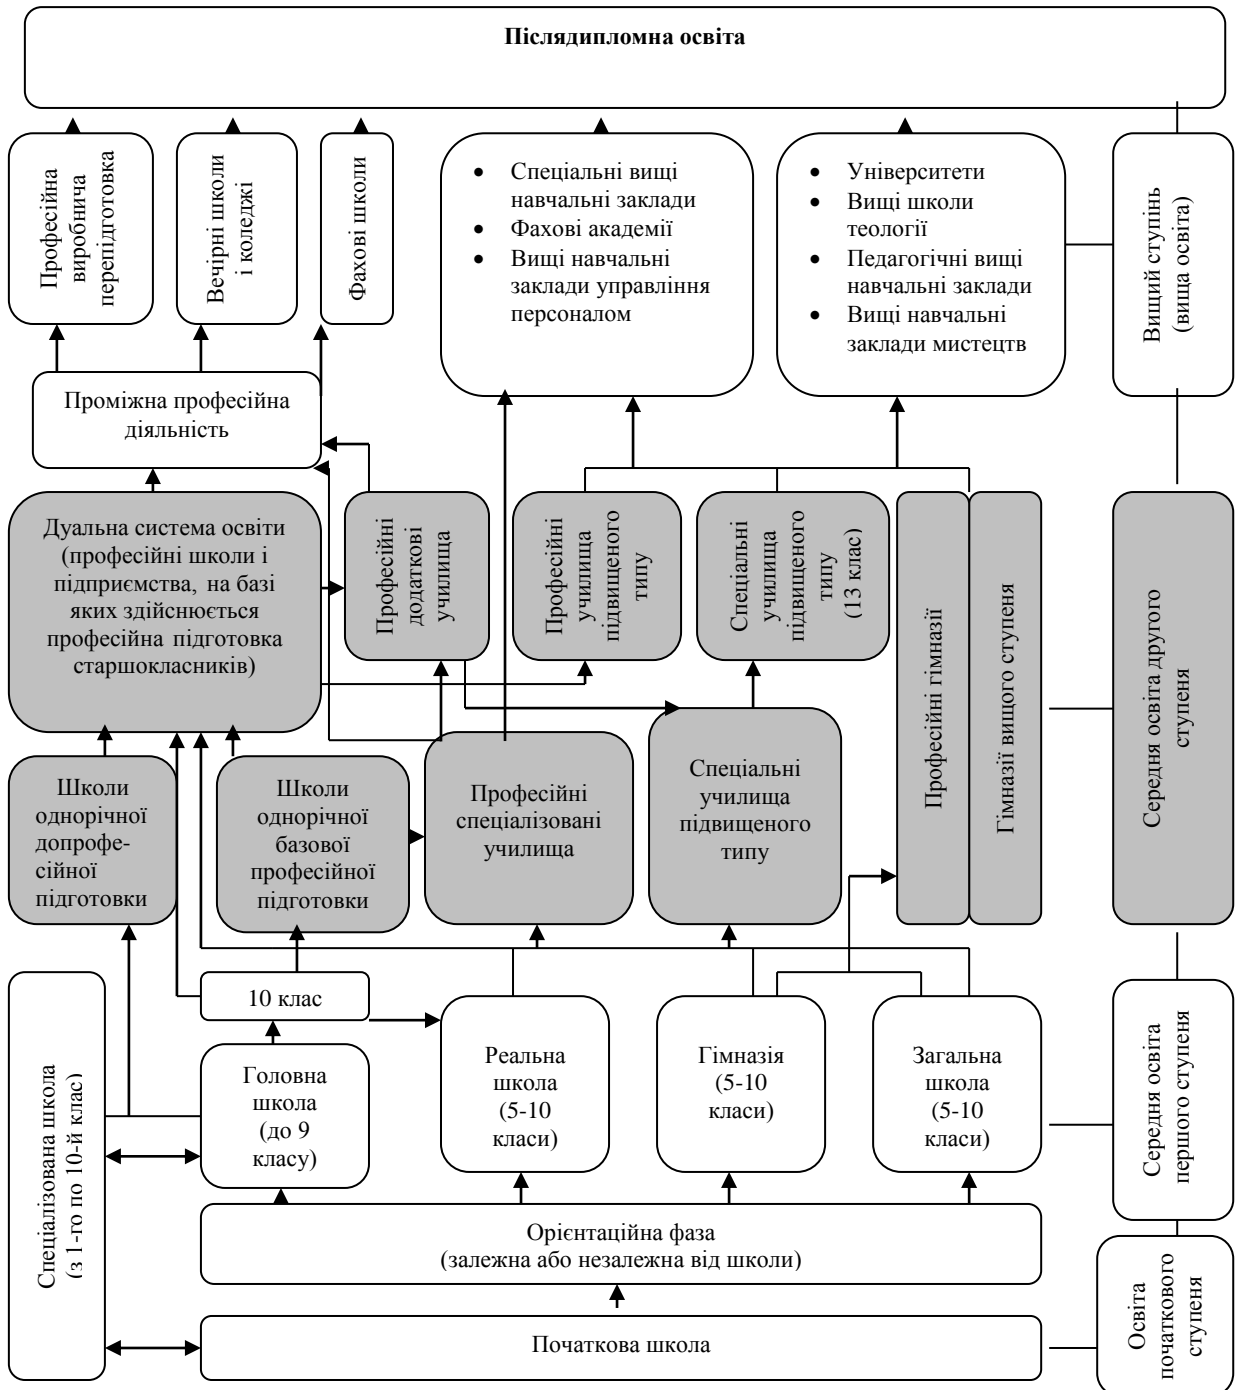 Післядипломна освіта
Професійна
виробнича
перепідготовка
Вечірні школи
і коледжі
Фахові школи
• Спеціальні вищі
навчальні заклади
• Фахові академії
• Вищі навчальні
заклади управління
персоналом
• Університети
• Вищі школи
теології
• Педагогічні вищі
навчальні заклади
• Вищі навчальні
заклади мистецтв
Вищий ступінь
(вища освіта)
Проміжна професійна
діяльність
Дуальна система освіти
(професійні школи і
підприємства, на базі
яких здійснюється
професійна підготовка
старшокласників)
Професійні
додаткові
училища
Професійні
училища
підвищеного
типу
Спеціальні
училища
підвищеного
типу
(13 клас)
Професійні гімназії
Гімназії вищого ступеня
Середня освіта другого
ступеня
Школи
однорічної
допрофе-
сійної
підготовки
Школи
однорічної
базової
професійної
підготовки
Професійні
спеціалізовані
училища
Спеціальні
училища
підвищеного
типу
Спеціалізована школа
(з 1-го по 10-й клас)
10 клас
Головна
школа
(до 9
класу)
Реальна
школа
(5-10
класи)
Гімназія
(5-10
класи)
Загальна
школа
(5-10
класи)
Середня освіта
першого ступеня
Орієнтаційна фаза
(залежна або незалежна від школи)
Початкова школа
Освіта
початкового
ступеня